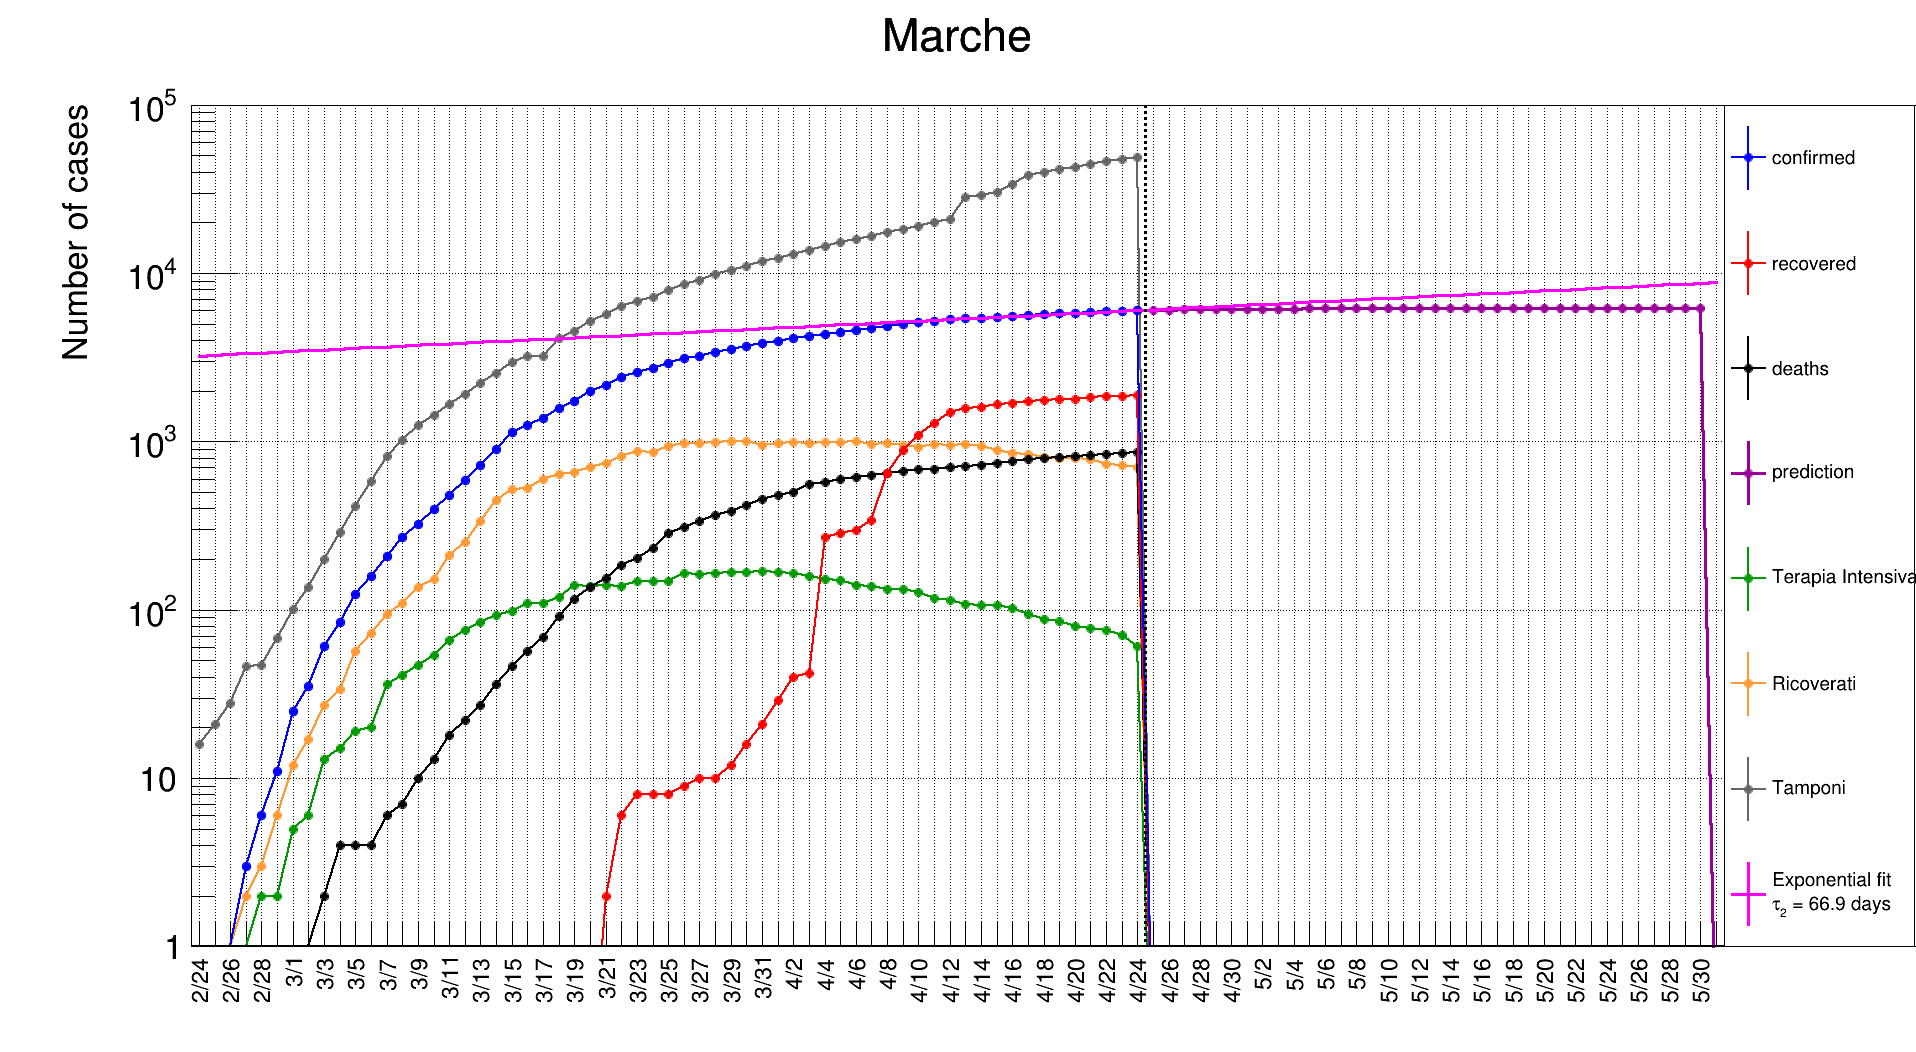 Marche
Number of cases
10^5
10^4
10^3
10^2
10
1
2/24 2/26 2/28 3/1 3/3 3/5 3/7 3/9 3/11 3/13 3/15 3/17 3/19 3/21 3/23 3/25 3/27 3/29 3/31 4/2 4/4 4/6 4/8 4/10 4/12 4/14 4/16 4/18 4/20 4/22 4/24 4/26 4/28 4/30 5/2 5/4 5/6 5/8 5/10 5/12 5/14 5/16 5/18 5/20 5/22 5/24 5/26 5/28 5/30
confirmed
recovered
deaths
prediction
Terapia Intensiva
Ricoverati
Tamponi
Exponential fit
τ₂ = 66.9 days